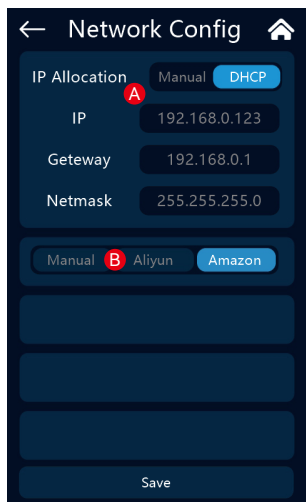 Network Config
IP Allocation Manual DHCP
A
IP 192.168.0.123
Geteway 192.168.0.1
Netmask 255.255.255.0
Manual B Aliyun Amazon
Save